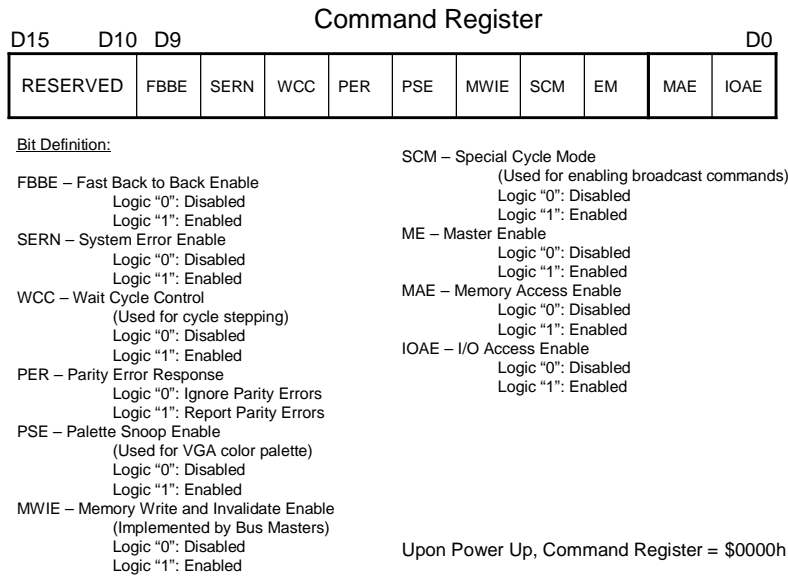 Command Register
D15 D10 D9 D0
RESERVED FBBE SERN WCC PER PSE MWIE SCM EM MAE IOAE
Bit Definition:
FBBE – Fast Back to Back Enable
Logic “0”: Disabled
Logic “1”: Enabled
SERN – System Error Enable
Logic “0”: Disabled
Logic “1”: Enabled
WCC – Wait Cycle Control
(Used for cycle stepping)
Logic “0”: Disabled
Logic “1”: Enabled
PER – Parity Error Response
Logic “0”: Ignore Parity Errors
Logic “1”: Report Parity Errors
PSE – Palette Snoop Enable
(Used for VGA color palette)
Logic “0”: Disabled
Logic “1”: Enabled
MWIE – Memory Write and Invalidate Enable
(Implemented by Bus Masters)
Logic “0”: Disabled
Logic “1”: Enabled
SCM – Special Cycle Mode
(Used for enabling broadcast commands)
Logic “0”: Disabled
Logic “1”: Enabled
ME – Master Enable
Logic “0”: Disabled
Logic “1”: Enabled
MAE – Memory Access Enable
Logic “0”: Disabled
Logic “1”: Enabled
IOAE – I/O Access Enable
Logic “0”: Disabled
Logic “1”: Enabled
Upon Power Up, Command Register = $0000h